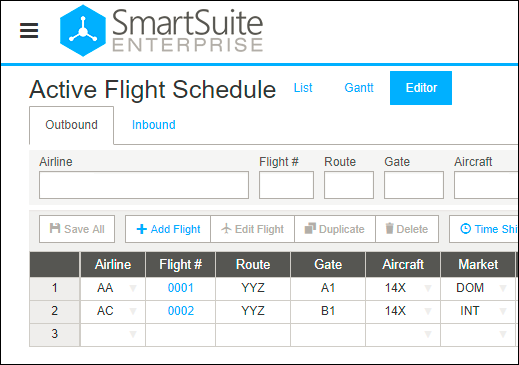 SmartSuite
ENTERPRISE
Active Flight Schedule List Gantt Editor
Outbound Inbound
Airline Flight # Route Gate Aircraft
Save All Add Flight Edit Flight Duplicate Delete Time Shi
Airline Flight # Route Gate Aircraft Market
1 AA 0001 YYZ A1 14X DOM
2 AC 0002 YYZ B1 14X INT
3